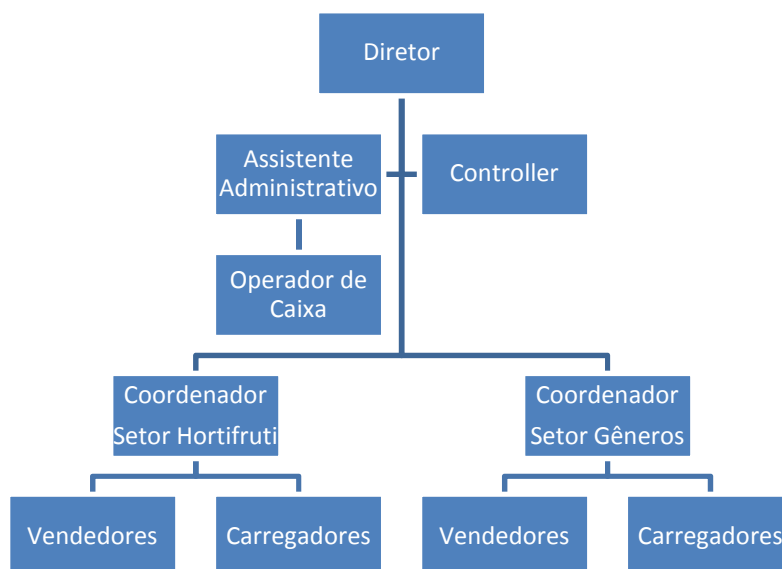 Diretor
Assistente
Administrativo
Controller
Operador de
Caixa
Coordenador
Setor Hortifruti
Coordenador
Setor Gêneros
Vendedores
Carregadores
Vendedores
Carregadores